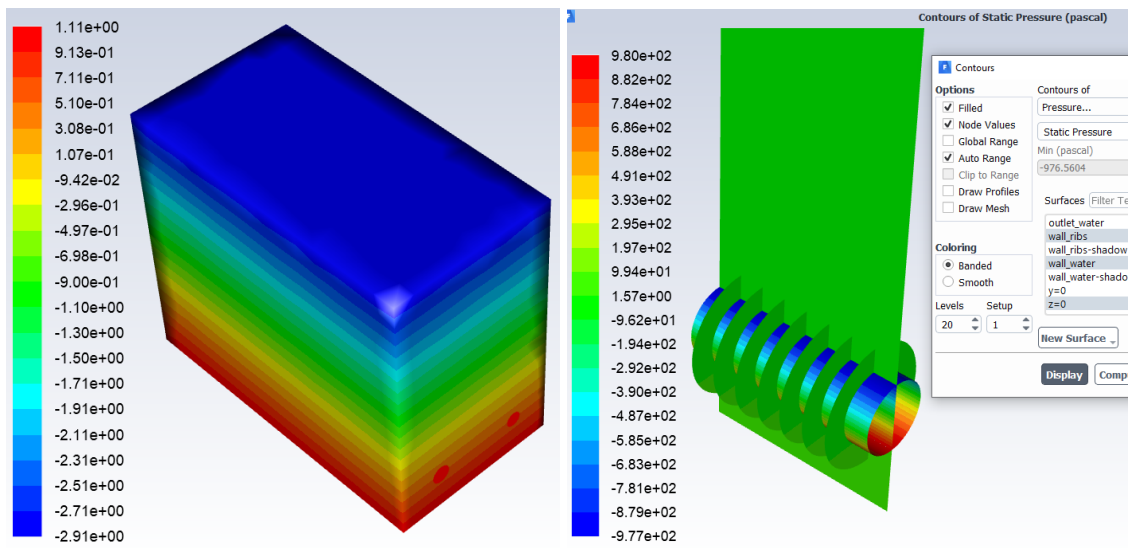 1.11e+00
9.13e-01
7.11e-01
5.10e-01
3.08e-01
1.07e-01
-9.42e-02
-2.96e-01
-4.97e-01
-6.98e-01
-9.00e-01
-1.10e+00
-1.30e+00
-1.50e+00
-1.71e+00
-1.91e+00
-2.11e+00
-2.31e+00
-2.51e+00
-2.71e+00
-2.91e+00
Contours of Static Pressure (pascal)
9.80e+02
8.82e+02
7.84e+02
6.86e+02
5.88e+02
4.91e+02
3.93e+02
2.95e+02
1.97e+02
9.94e+01
1.57e+00
-9.62e+01
-1.94e+02
-2.92e+02
-3.90e+02
-4.87e+02
-5.85e+02
-6.83e+02
-7.81e+02
-8.79e+02
-9.77e+02
Contours
Options
Filled
Node Values
Global Range
Auto Range
Clip to Range
Draw Profiles
Draw Mesh
Coloring
Banded
Smooth
Levels Setup
20 1
Contours of
Pressure...
Static Pressure
Min (pascal)
-976.5604
Surfaces Filter Te
outlet_water
wall_ribs
wall_ribs-shadow
wall_water
wall_water-shado
y=0
z=0
New Surface
Display Comp